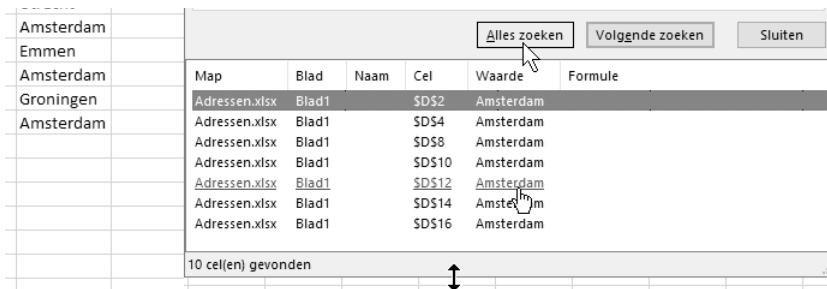 Amsterdam
Emmen
Amsterdam
Groningen
Amsterdam
Alles zoeken Volgende zoeken Sluiten
Map Blad Naam Cel Waarde Formule
Adressen.xlsx Blad1 $D$2 Amsterdam
Adressen.xlsx Blad1 $D$4 Amsterdam
Adressen.xlsx Blad1 $D$8 Amsterdam
Adressen.xlsx Blad1 $D$10 Amsterdam
Adressen.xlsx Blad1 $D$12 Amsterdam
Adressen.xlsx Blad1 $D$14 Amsterdam
Adressen.xlsx Blad1 $D$16 Amsterdam
10 cel(en) gevonden